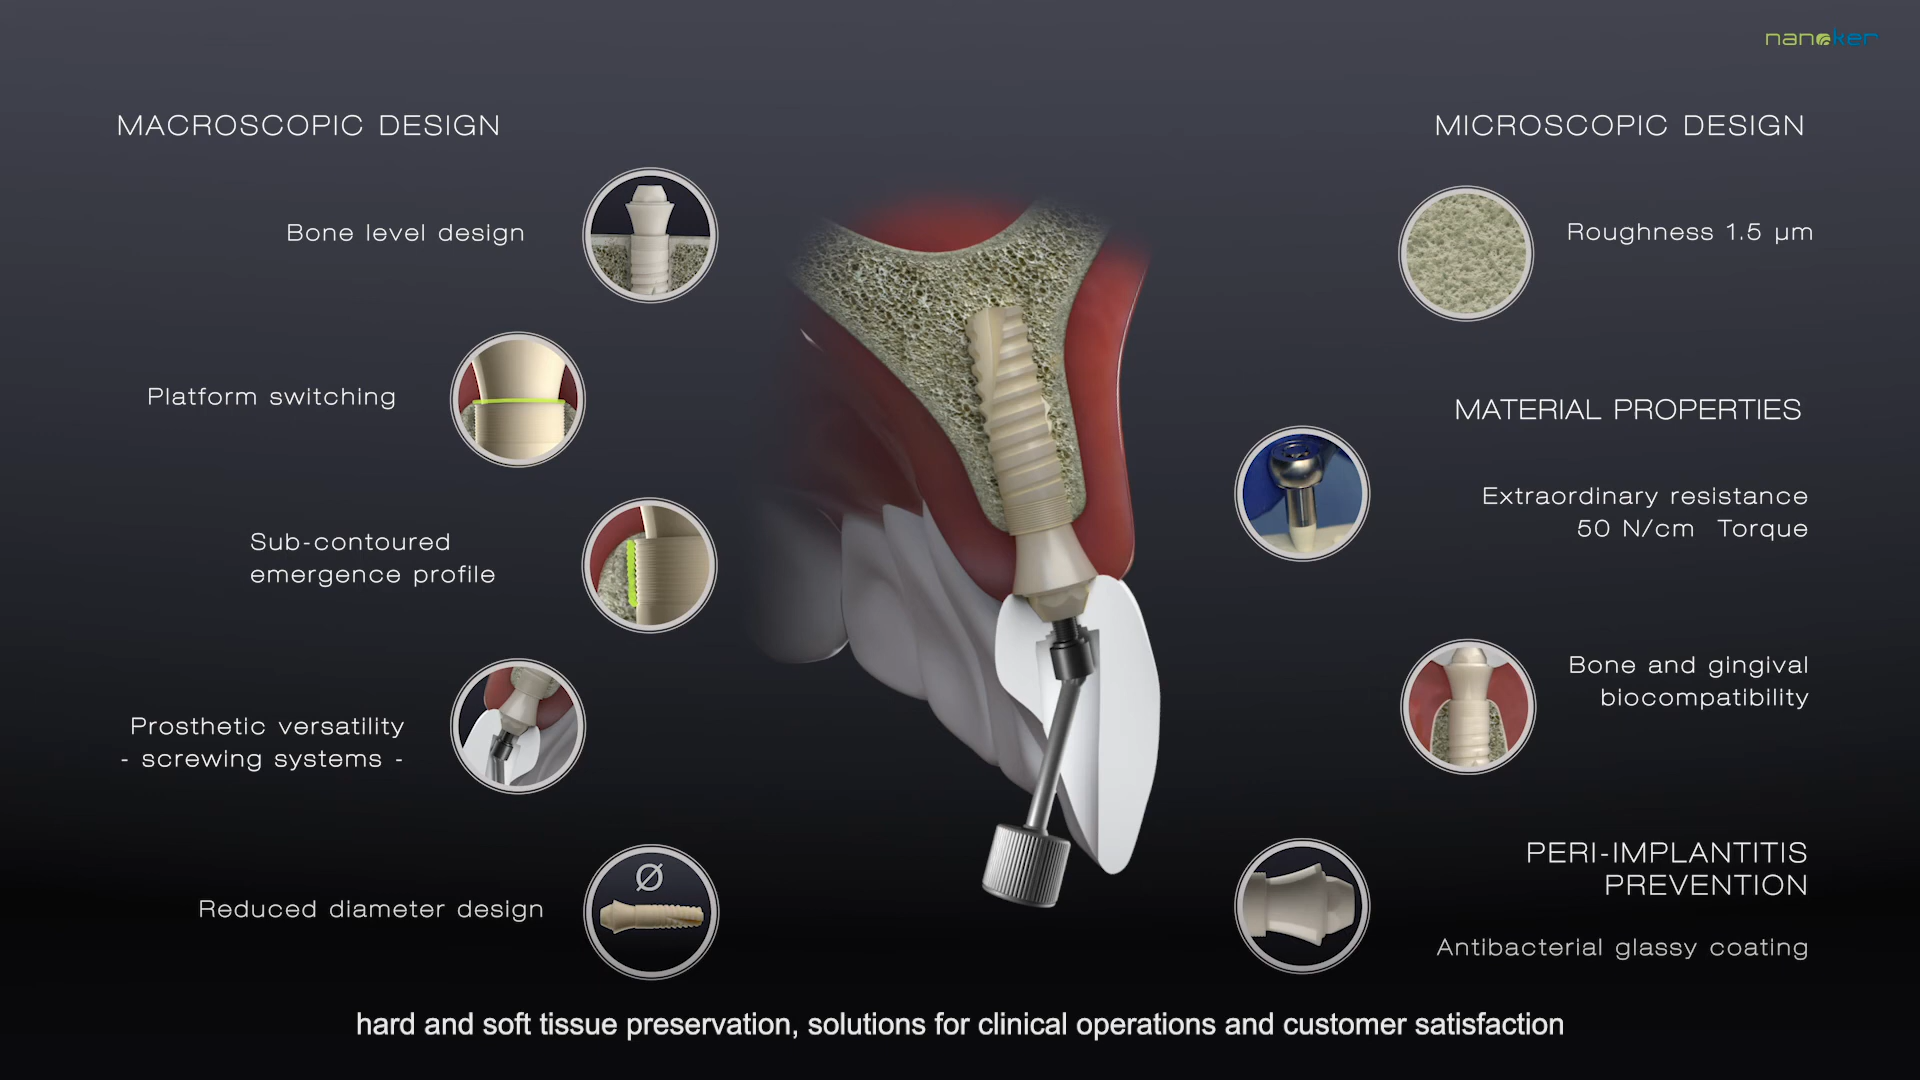 nanoker
MACROSCOPIC DESIGN
Bone level design
Platform switching
Sub-contoured
emergence profile
Prosthetic versatility
- screwing systems -
Ø
Reduced diameter design
MICROSCOPIC DESIGN
Roughness 1.5 µm
MATERIAL PROPERTIES
Extraordinary resistance
50 N/cm Torque
Bone and gingival
biocompatibility
PERI-IMPLANTITIS
PREVENTION
Antibacterial glassy coating
hard and soft tissue preservation, solutions for clinical operations and customer satisfaction